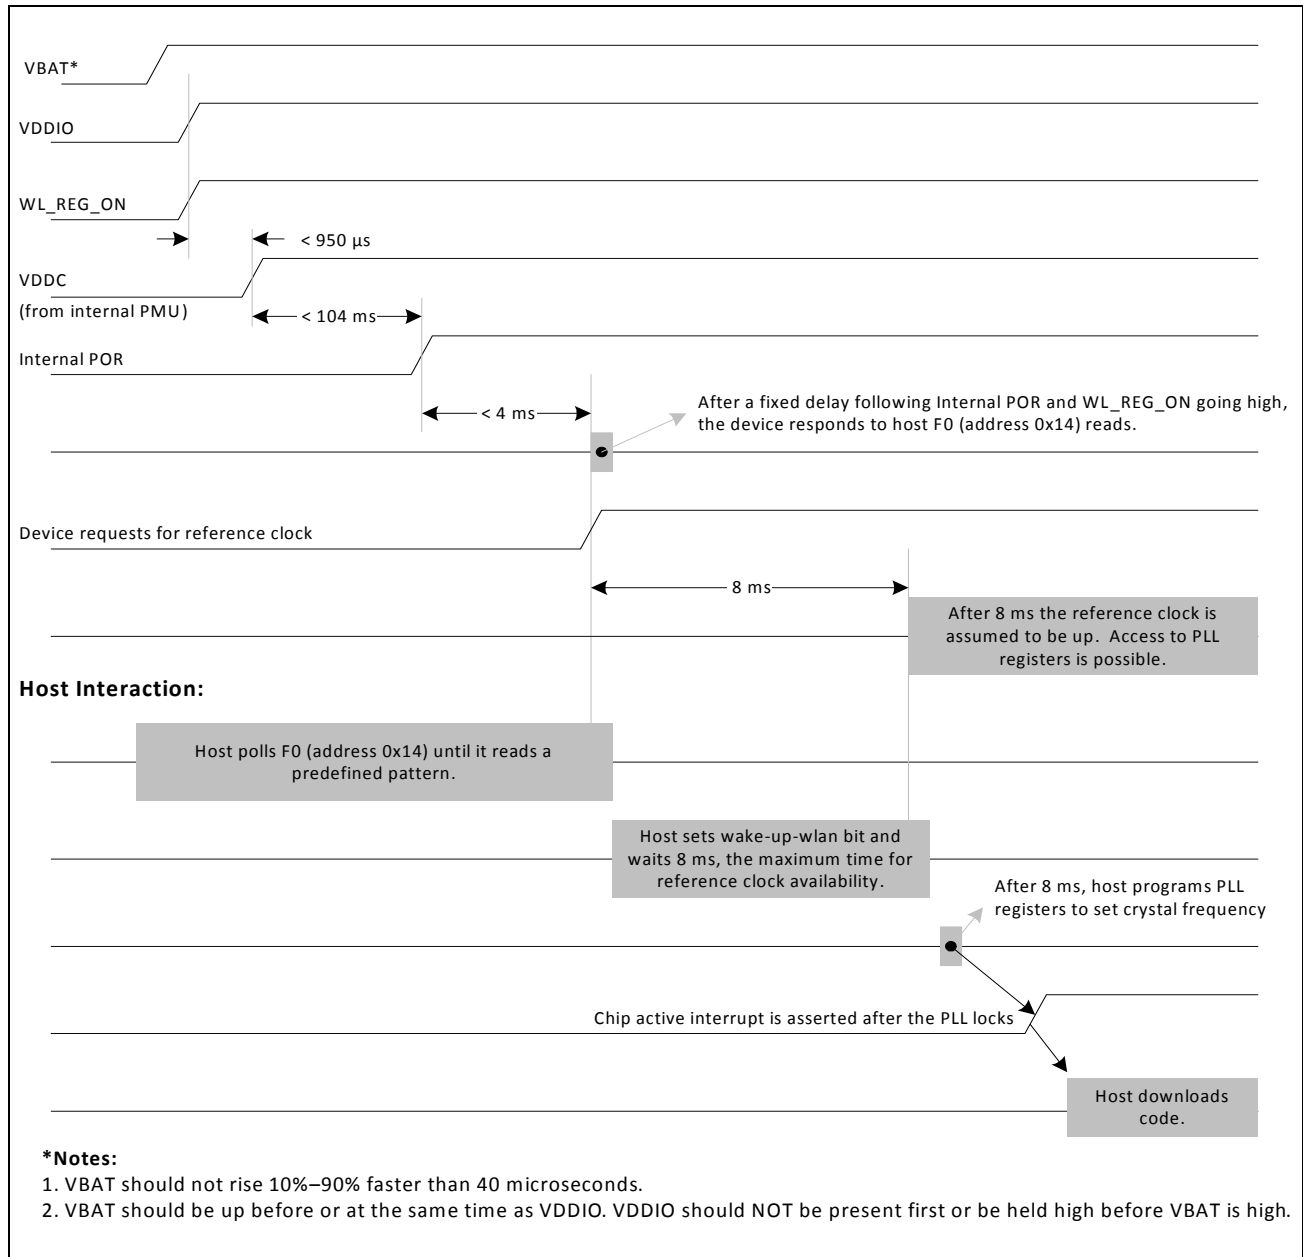 VBAT*
VDDIO
WL_REG_ON
< 950 µs
VDDC
(from internal PMU)
< 104 ms
Internal POR
< 4 ms
After a fixed delay following Internal POR and WL_REG_ON going high,
the device responds to host F0 (address 0x14) reads.
Device requests for reference clock
8 ms
After 8 ms the reference clock is
assumed to be up. Access to PLL
registers is possible.
Host Interaction:
Host polls F0 (address 0x14) until it reads a
predefined pattern.
Host sets wake-up-wlan bit and
waits 8 ms, the maximum time for
reference clock availability.
After 8 ms, host programs PLL
registers to set crystal frequency
Chip active interrupt is asserted after the PLL locks
Host downloads
code.
*Notes:
1. VBAT should not rise 10%–90% faster than 40 microseconds.
2. VBAT should be up before or at the same time as VDDIO. VDDIO should NOT be present first or be held high before VBAT is high.